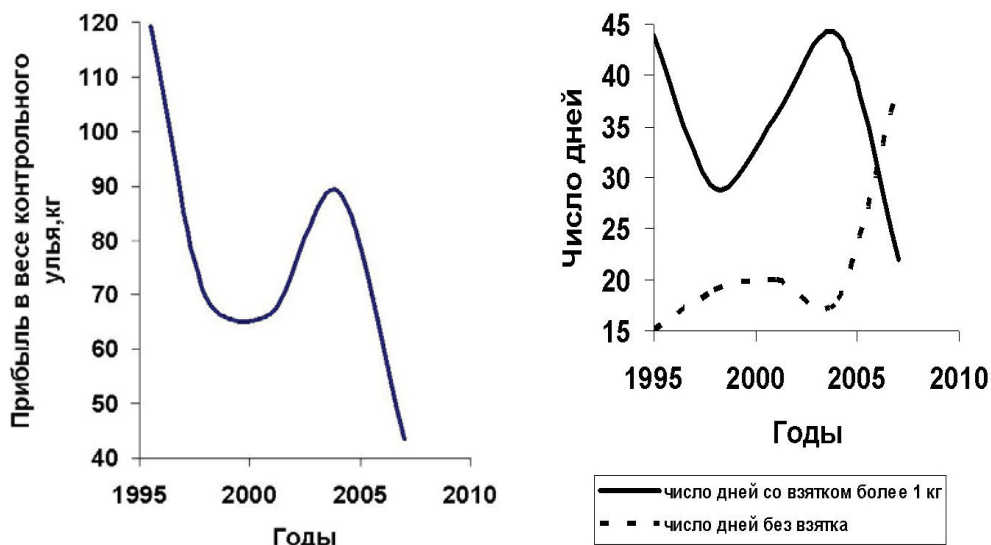 Прибыль в весе контрольного
улья,кг
120
110
100
90
80
70
60
50
40
1995 2000 2005 2010
Годы
Число дней
45
40
35
30
25
20
15
1995 2000 2005 2010
Годы
число дней со взятком более 1 кг
число дней без взятка